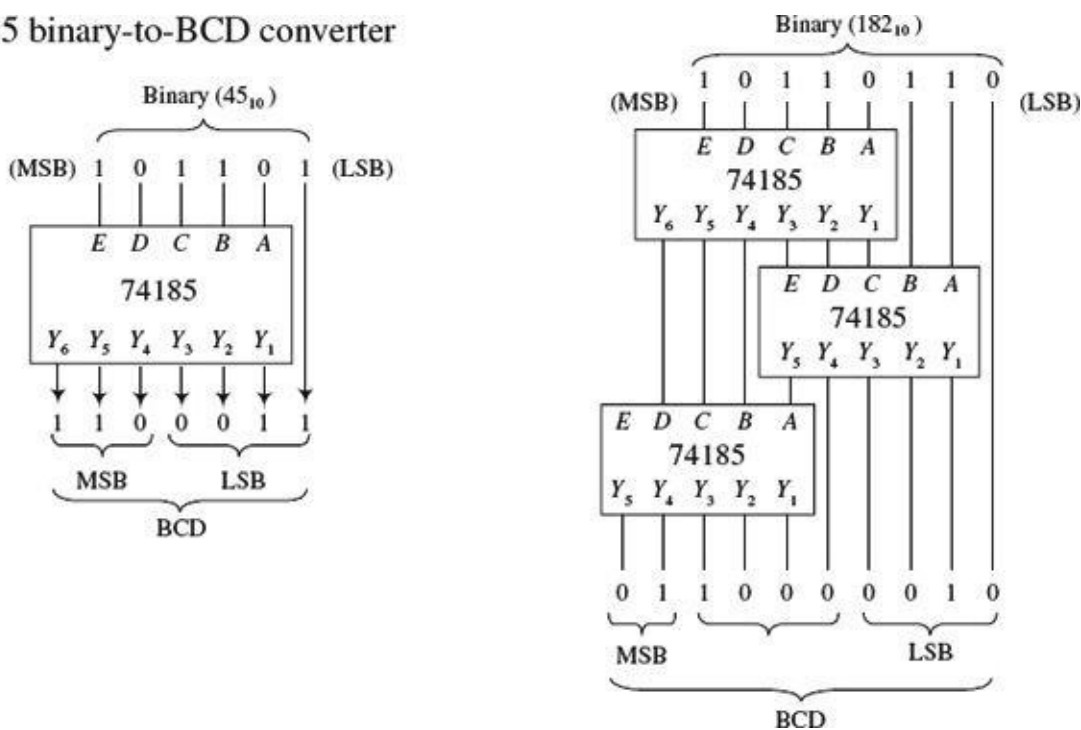 5 binary-to-BCD converter
Binary (45₁₀)
(MSB) 1 0 1 1 0 1 (LSB)
E D C B A
74185
Y₆ Y₅ Y₄ Y₃ Y₂ Y₁
1 1 0 0 0 1 1
MSB LSB
BCD
Binary (182₁₀)
1 0 1 1 0 1 1 0
(MSB) (LSB)
E D C B A
74185
Y₆ Y₅ Y₄ Y₃ Y₂ Y₁
E D C B A
74185
Y₅ Y₄ Y₃ Y₂ Y₁
E D C B A
74185
Y₅ Y₄ Y₃ Y₂ Y₁
0 1 1 0 0 0 0 0 1 0
MSB LSB
BCD